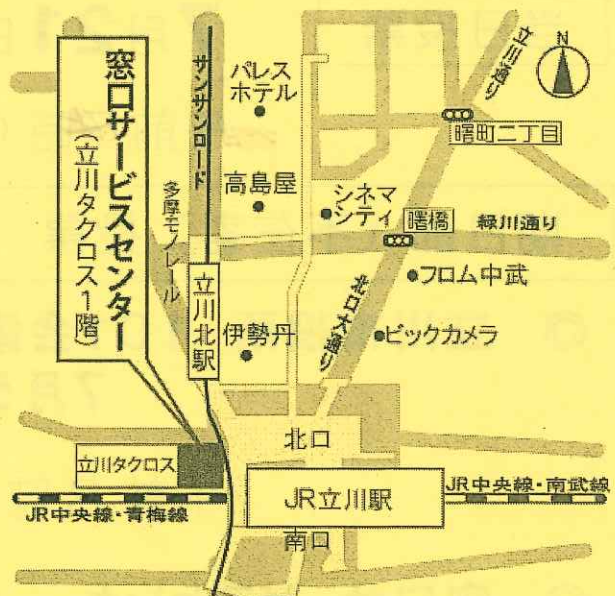 窓口サービスセンター
（立川タクロス1階）
サンサンロード
多摩モノレール
立川北駅
パレス
ホテル
高島屋
伊勢丹
シネマ
シティ
立川通り
曙町二丁目
曙橋
緑川通り
フロム中武
北口大通り
ビックカメラ
北口
立川タクロス
JR立川駅
JR中央線・青梅線
JR中央線・南武線
南口